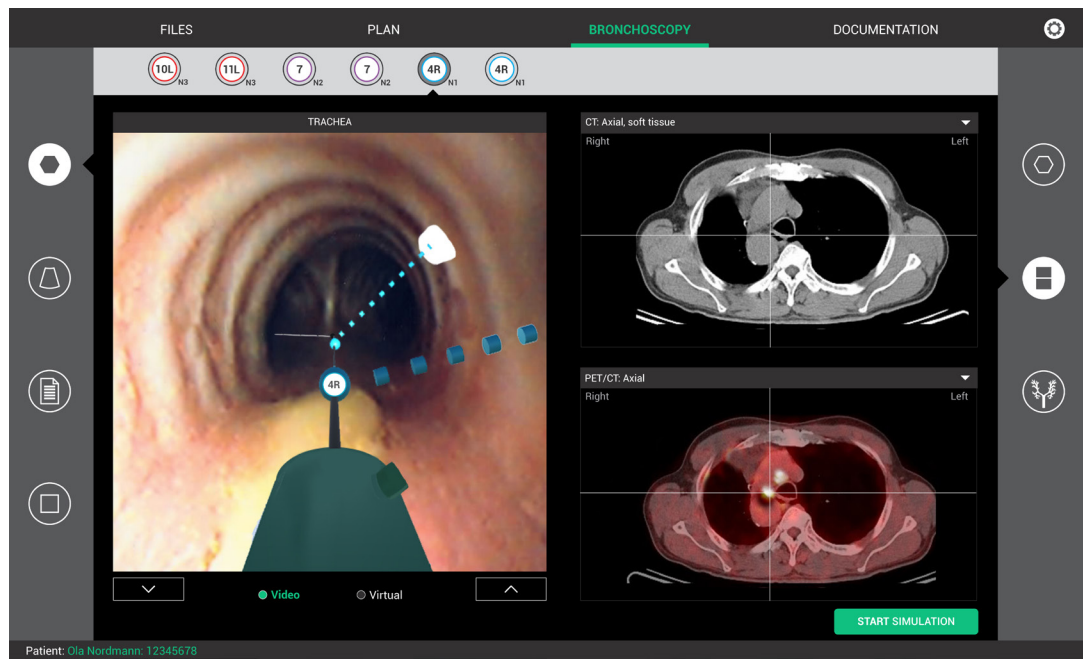 FILES PLAN BRONCHOSCOPY DOCUMENTATION
10L N3 11L N3 7 N2 7 N2 4R N1 4R N1
TRACHEA
CT: Axial, soft tissue
Right Left
4R
PET/CT: Axial
Right Left
Video Virtual
START SIMULATION
Patient: Ola Nordmann: 12345678